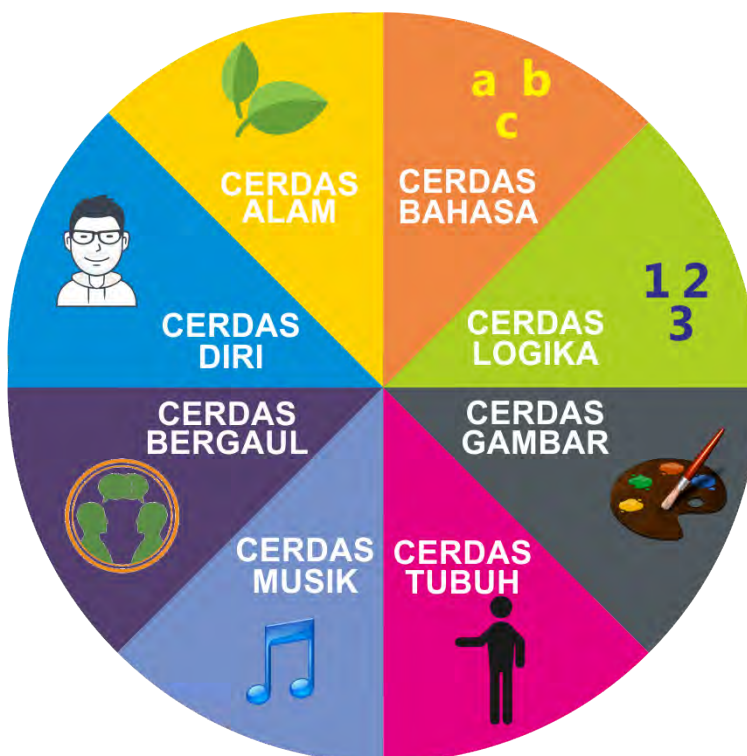 a b
c
CERDAS
ALAM
CERDAS
BAHASA
1 2
3
CERDAS
DIRI
CERDAS
LOGIKA
CERDAS
BERGAUL
CERDAS
GAMBAR
CERDAS
MUSIK
CERDAS
TUBUH